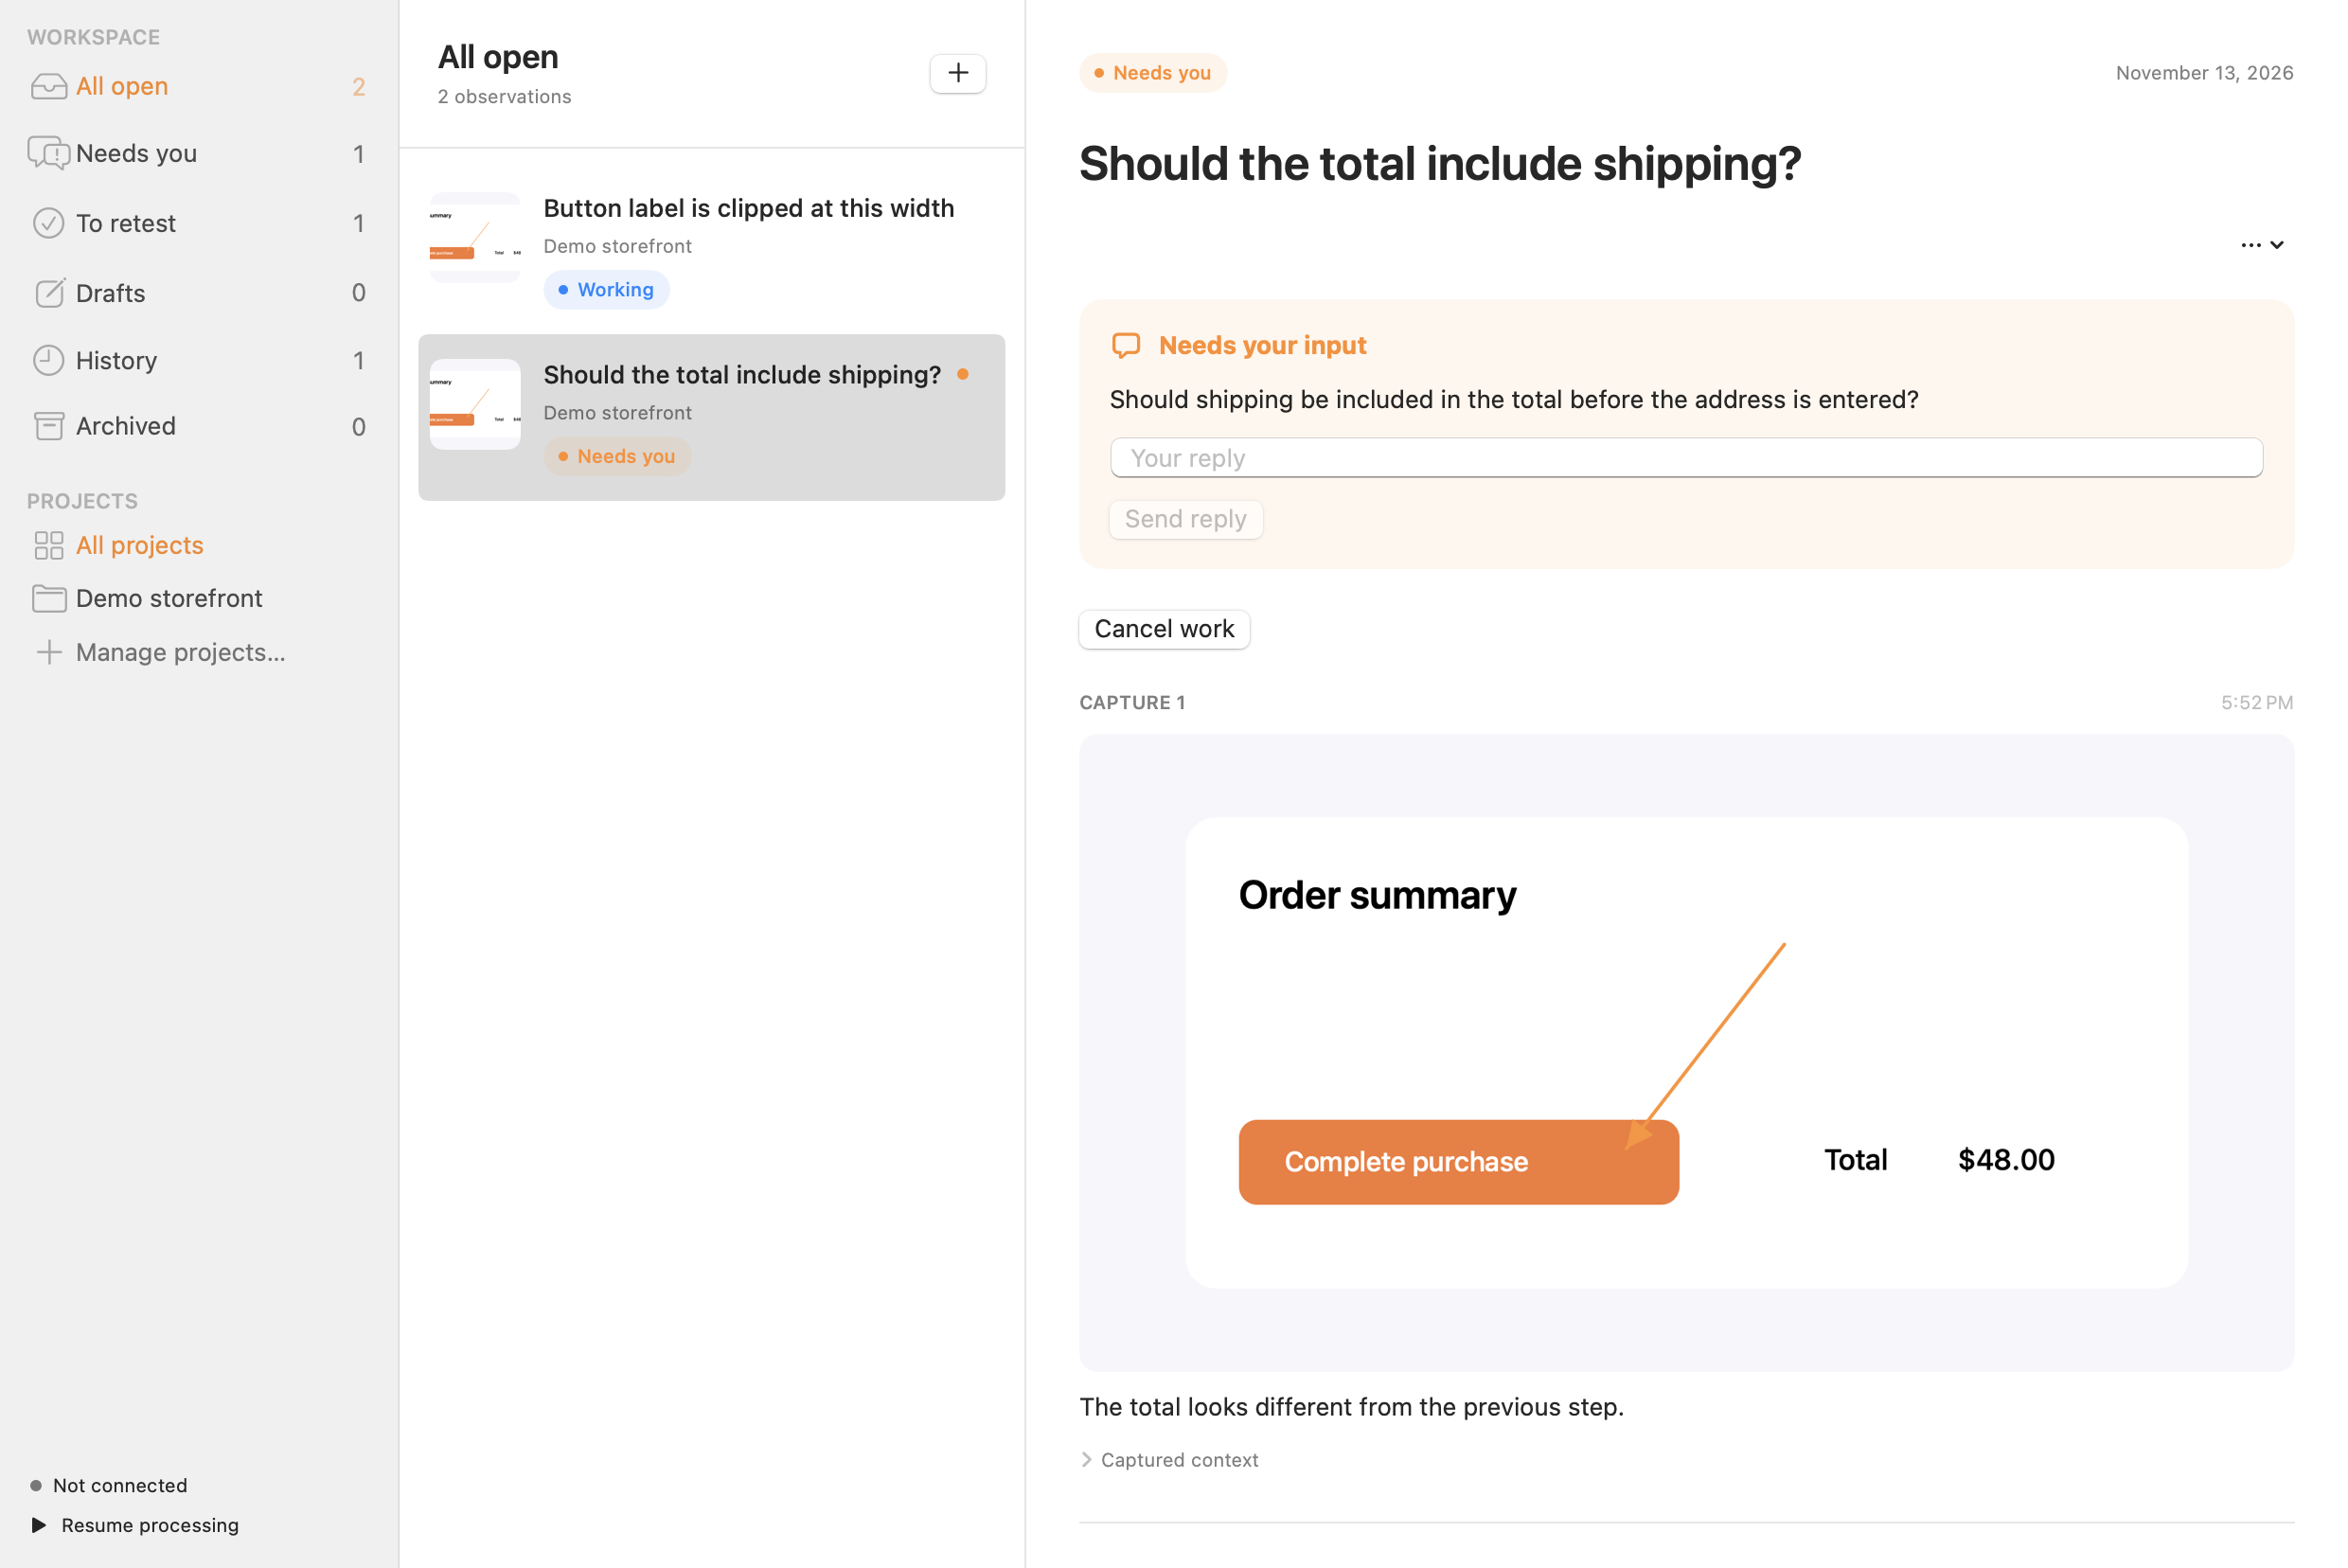 WORKSPACE
All open 2
Needs you 1
To retest 1
Drafts 0
History 1
Archived 0
PROJECTS
All projects
Demo storefront
Manage projects...
Not connected
Resume processing
All open
2 observations
Button label is clipped at this width
Demo storefront
Working
Should the total include shipping?
Demo storefront
Needs you
Needs you
November 13, 2026
Should the total include shipping?
Needs your input
Should shipping be included in the total before the address is entered?
Your reply
Send reply
Cancel work
CAPTURE 1
5:52 PM
Order summary
Complete purchase
Total $48.00
The total looks different from the previous step.
Captured context